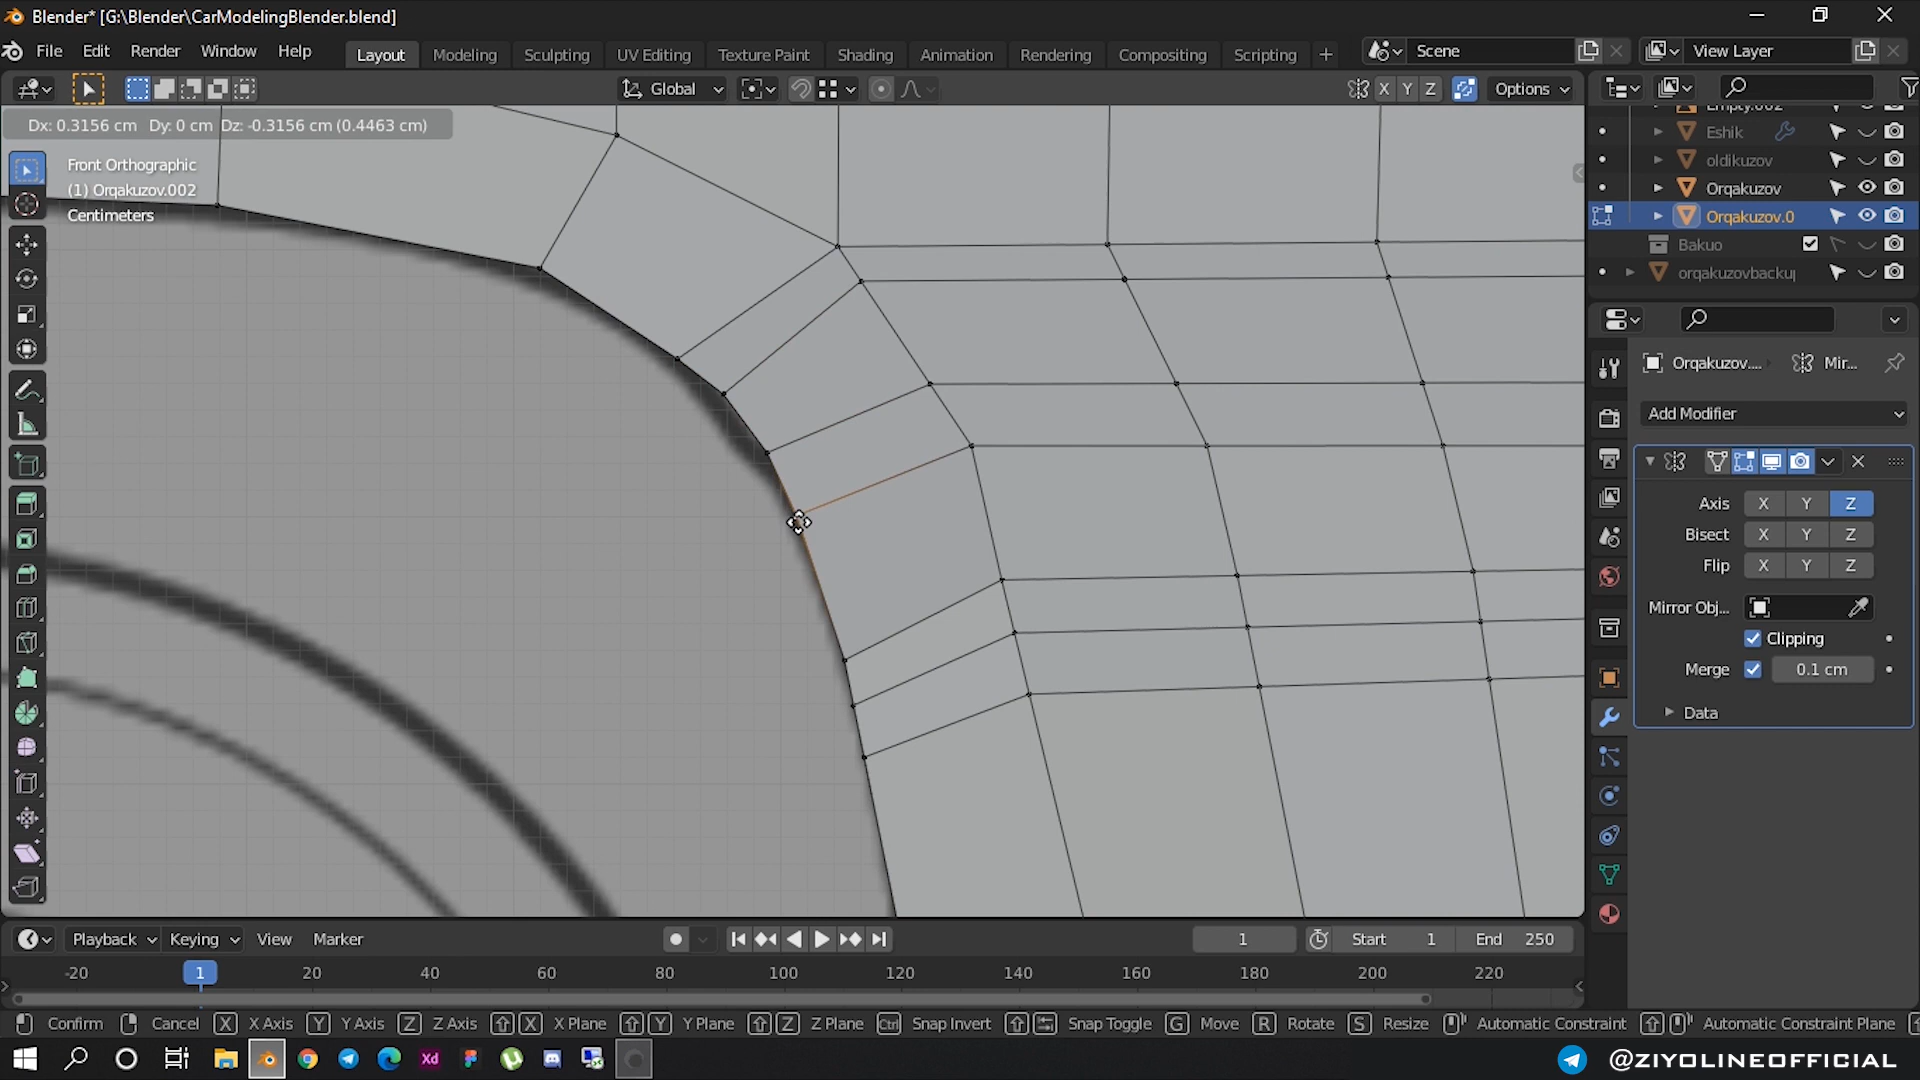 Blender* [G:\Blender\CarModelingBlender.blend]
File Edit Render Window Help Layout Modeling Sculpting UV Editing Texture Paint Shading Animation Rendering Compositing Scripting + Scene View Layer
Global X Y Z Options
Dx: 0.3156 cm Dy: 0 cm Dz: -0.3156 cm (0.4463 cm)
Front Orthographic
(1) Orqakuzov.002
Centimeters
Empty.002
Eshik
oldikuzov
Orqakuzov
Orqakuzov.0
Bakuo
orqakuzovbackup
Orqakuzov.... Mir...
Add Modifier
Axis X Y Z
Bisect X Y Z
Flip X Y Z
Mirror Obj...
Clipping
Merge 0.1 cm
Data
Playback Keying View Marker 1 Start 1 End 250
-20 1 20 40 60 80 100 120 140 160 180 200 220
Confirm Cancel X X Axis Y Y Axis Z Z Axis X X Plane Y Y Plane Z Z Plane Ctrl Snap Invert Snap Toggle G Move R Rotate S Resize Automatic Constraint Automatic Constraint Plane
Xd @ZIYOLINEOFFICIAL